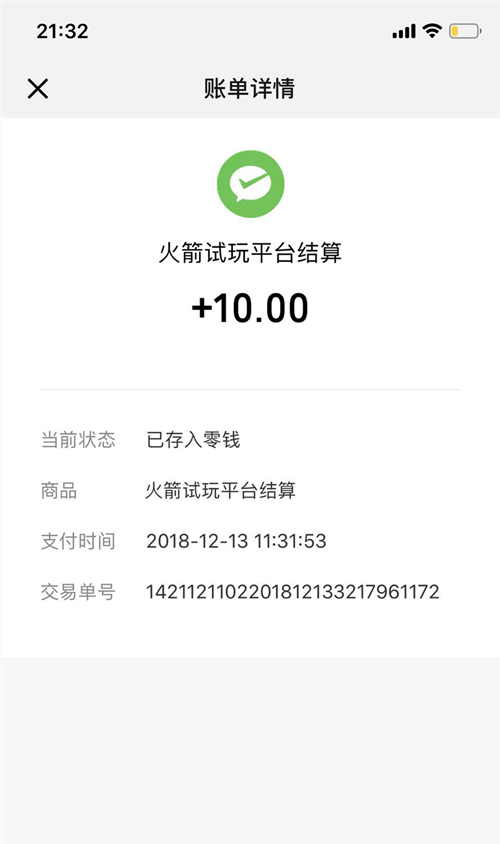 21:32
账单详情
火箭试玩平台结算
+10.00
当前状态 已存入零钱
商品 火箭试玩平台结算
支付时间 2018-12-13 11:31:53
交易单号 1421121102201812133217961172